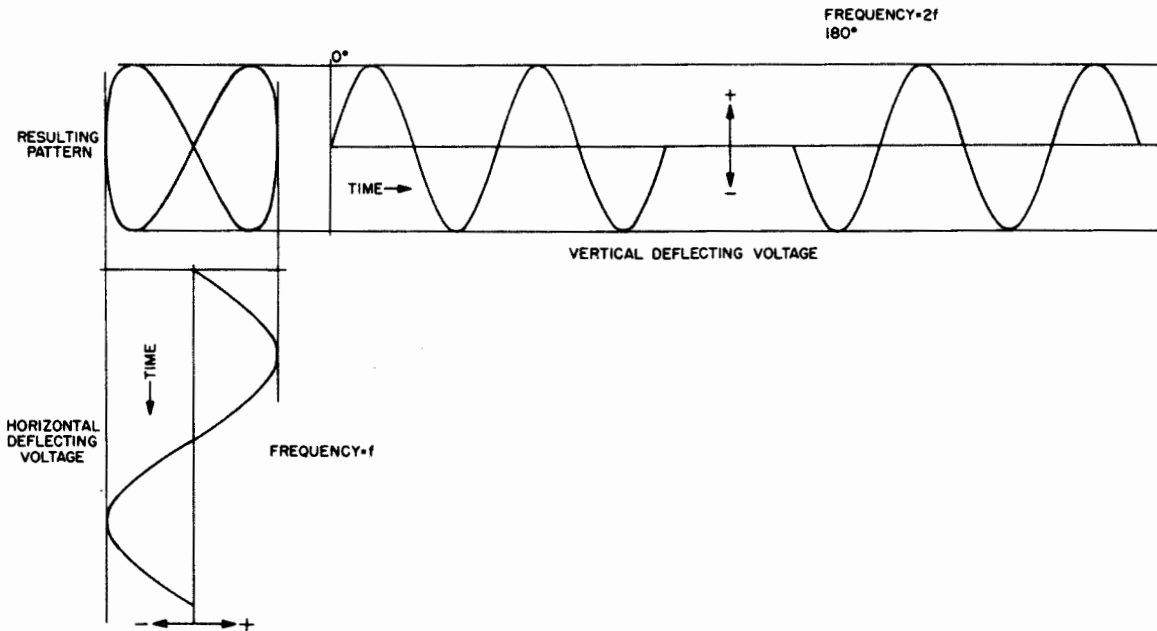 FREQUENCY=2f
180°
0°
RESULTING
PATTERN
+
TIME
-
VERTICAL DEFLECTING VOLTAGE
TIME
HORIZONTAL
DEFLECTING
VOLTAGE
FREQUENCY=f
- +